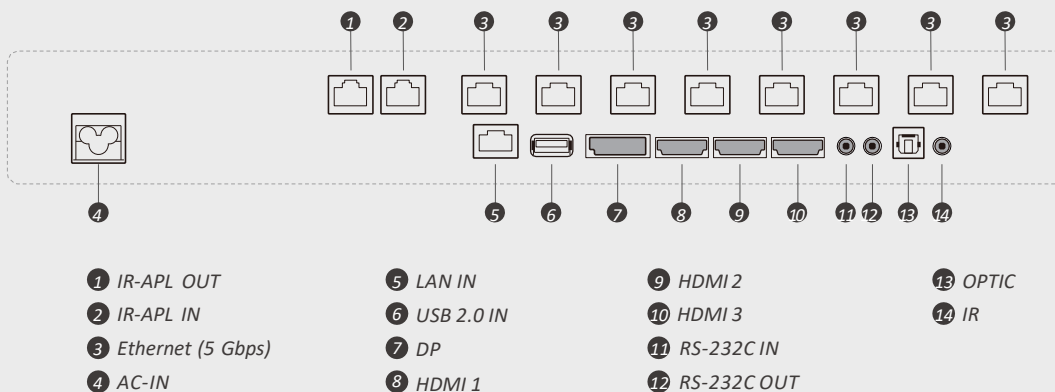 1 2 3 3 3 3 3 3 3 3
4 5 6 7 8 9 10 11 12 13 14
1 IR-APL OUT
2 IR-APL IN
3 Ethernet (5 Gbps)
4 AC-IN
5 LAN IN
6 USB 2.0 IN
7 DP
8 HDMI 1
9 HDMI 2
10 HDMI 3
11 RS-232C IN
12 RS-232C OUT
13 OPTIC
14 IR